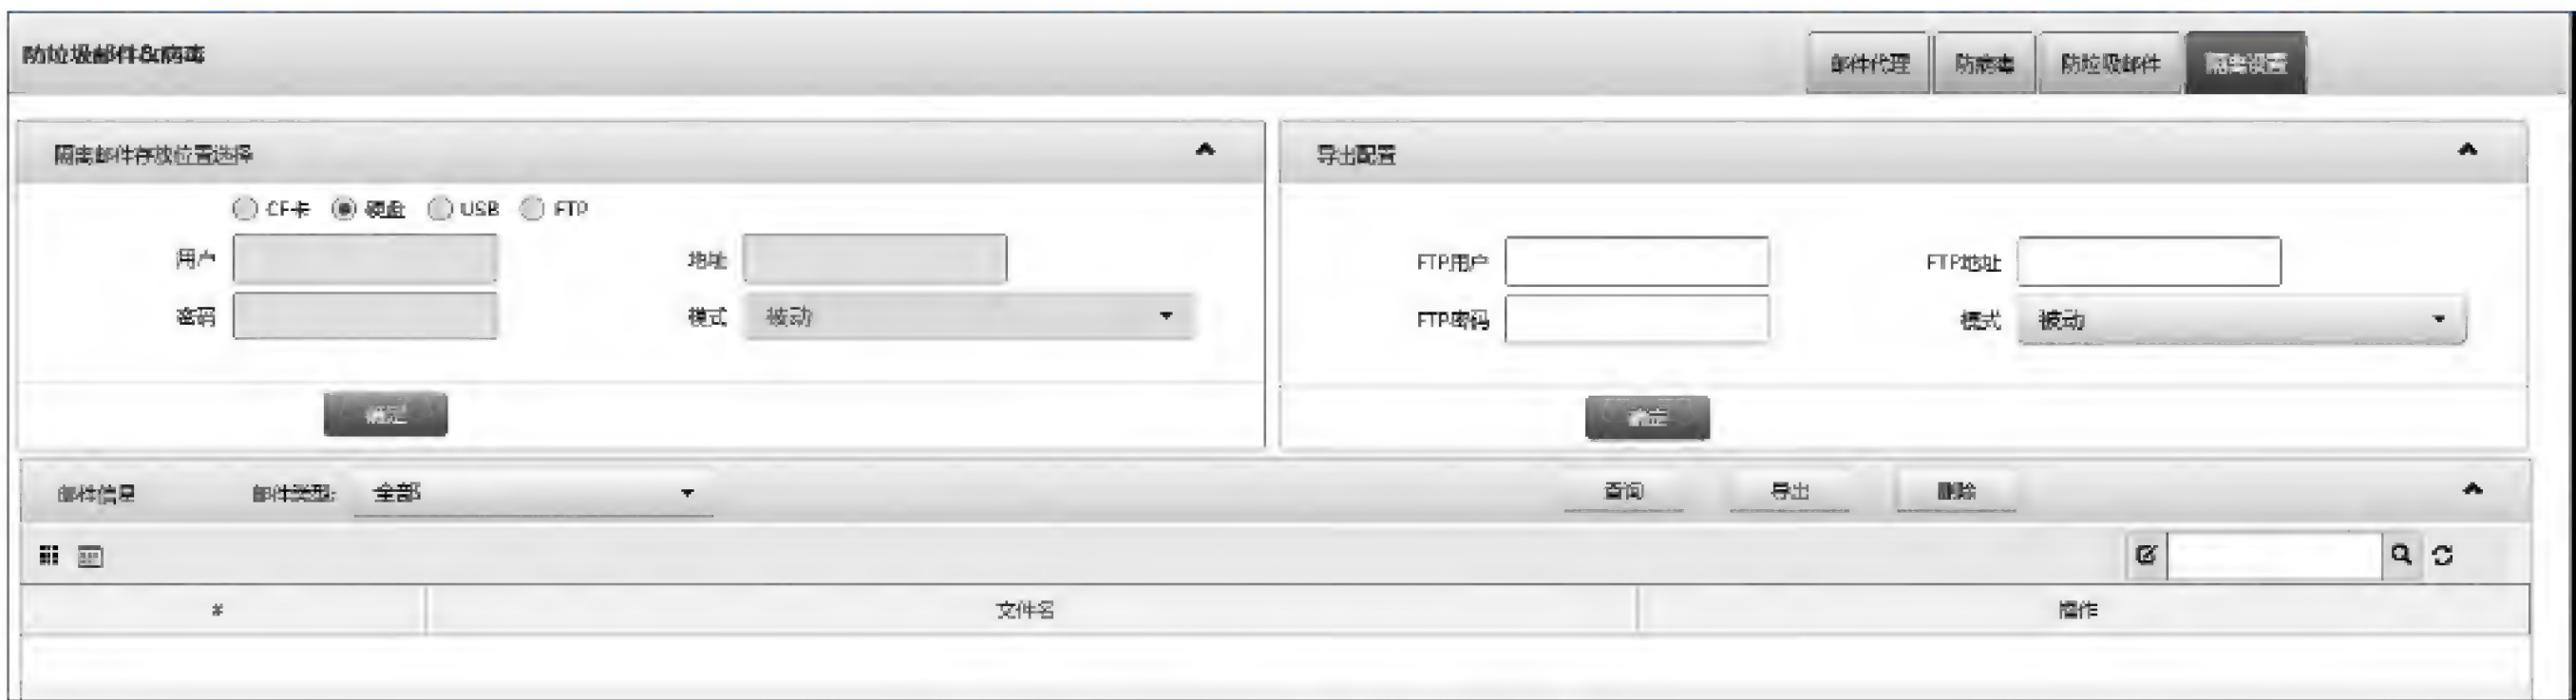 防垃圾邮件&病毒
邮件代理 防病毒 防垃圾邮件 隔离设置
隔离邮件存放位置选择 导出配置
CF卡 硬盘 USB FTP
用户 地址 FTP用户 FTP地址
密码 模式 被动 FTP密码 模式 被动
确定 确定
邮件信息 邮件类型: 全部 查询 导出 删除
# 文件名 操作